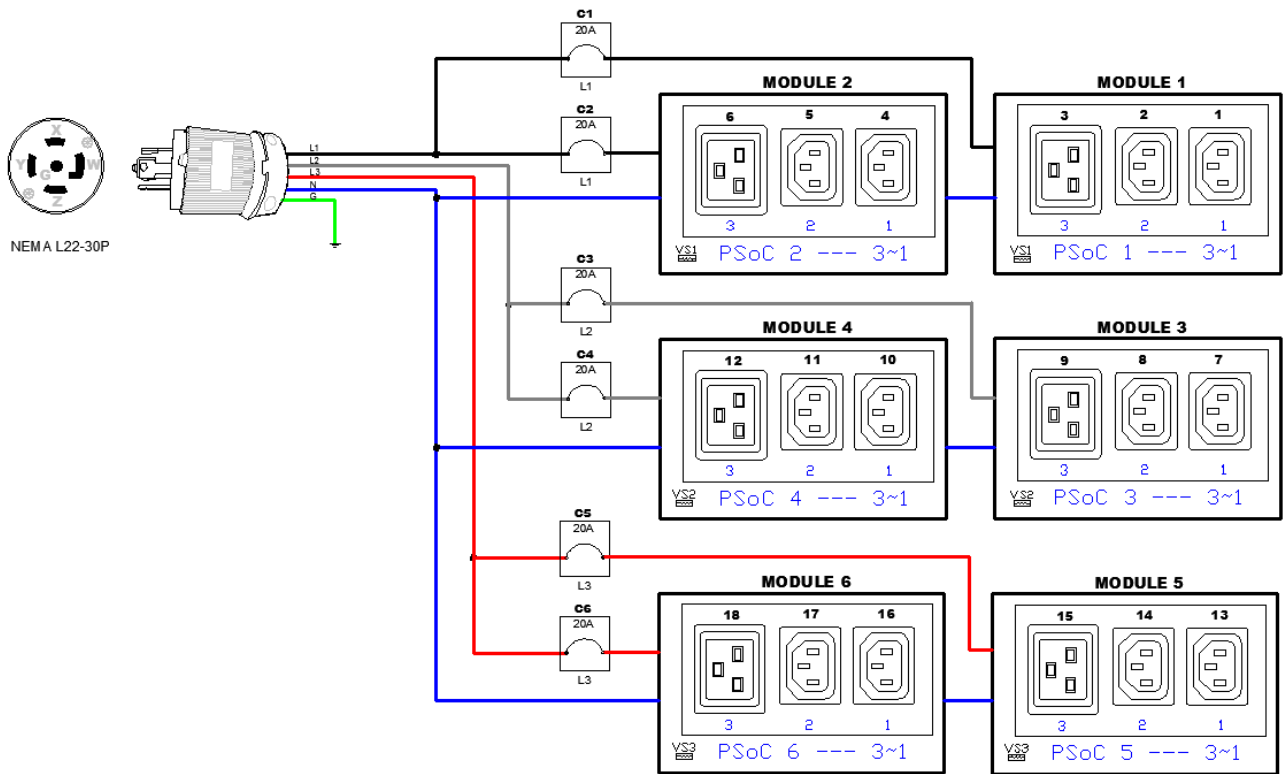 C1
20A
L1
MODULE 2
MODULE 1
C2
20A
L1
X
Y
W
G
Z
NEMA L22-30P
L1
L2
L3
N
G
6
5
4
3
2
1
VS1
PSoC 2 --- 3~1
3
2
1
3
2
1
VS1
PSoC 1 --- 3~1
C3
20A
L2
MODULE 4
MODULE 3
C4
20A
L2
12
11
10
3
2
1
VS2
PSoC 4 --- 3~1
9
8
7
3
2
1
VS2
PSoC 3 --- 3~1
C5
20A
L3
MODULE 6
MODULE 5
C6
20A
L3
18
17
16
3
2
1
VS3
PSoC 6 --- 3~1
15
14
13
3
2
1
VS3
PSoC 5 --- 3~1